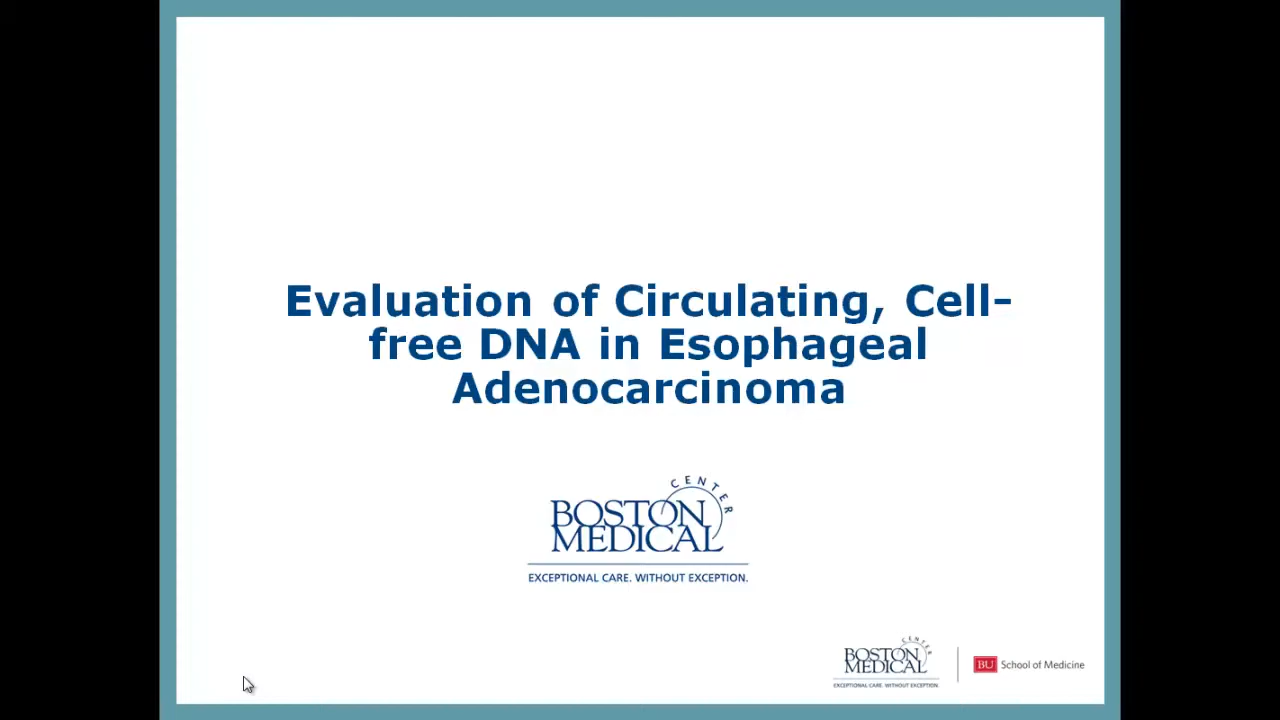 Evaluation of Circulating, Cell-
free DNA in Esophageal
Adenocarcinoma
CENTER
BOSTON
MEDICAL
EXCEPTIONAL CARE. WITHOUT EXCEPTION.
CENTER
BOSTON
MEDICAL
EXCEPTIONAL CARE. WITHOUT EXCEPTION.
BU School of Medicine